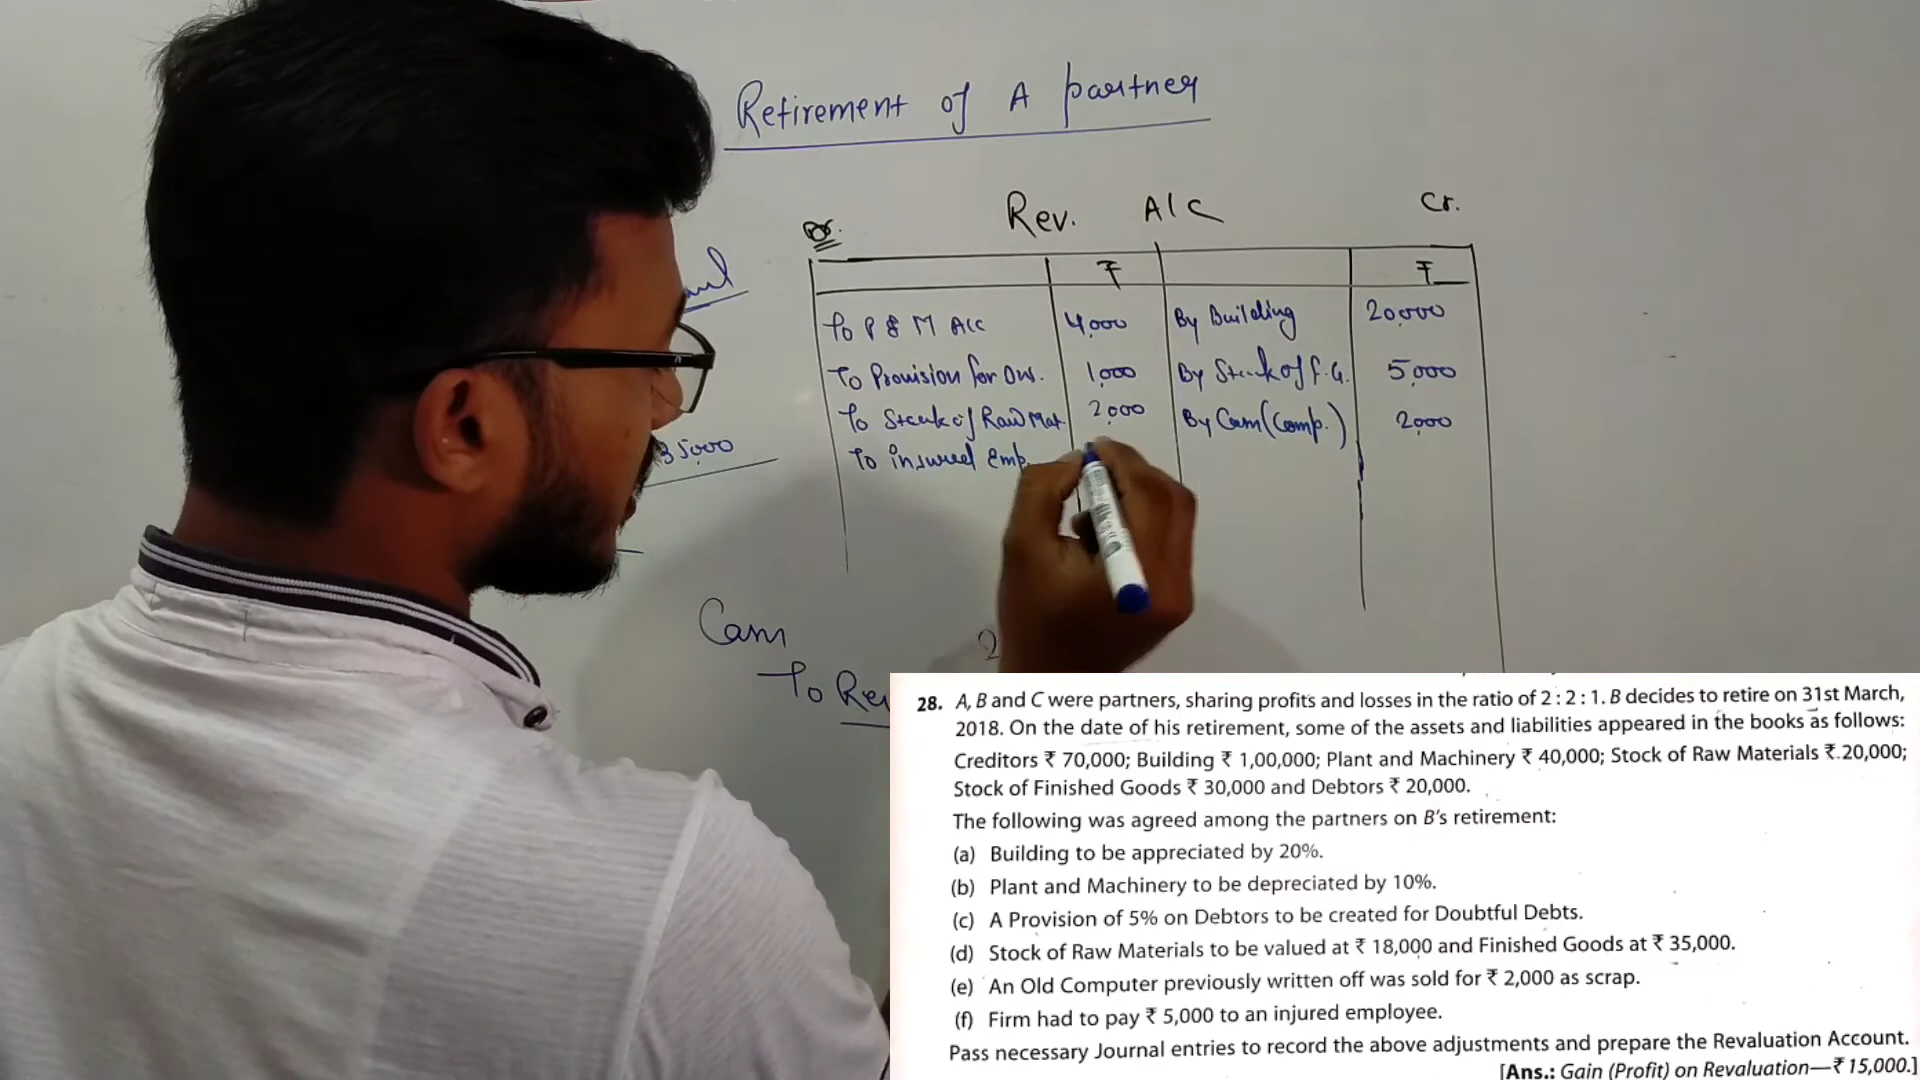 Retirement of A partner
Rev. A/C
Dr.
Cr.
₹ ₹
To P & M A/c 4,000 By Building 20,000
To Provision for Dou. 1,000 By Stock of F.G. 5,000
To Stock of Raw Mat 2,000 By Cash (Comp.) 2,000
To insured Emp.
35000
Cash
To Rev
2
28. A, B and C were partners, sharing profits and losses in the ratio of 2 : 2 : 1. B decides to retire on 31st March,
2018. On the date of his retirement, some of the assets and liabilities appeared in the books as follows:
Creditors ₹ 70,000; Building ₹ 1,00,000; Plant and Machinery ₹ 40,000; Stock of Raw Materials ₹ 20,000;
Stock of Finished Goods ₹ 30,000 and Debtors ₹ 20,000.
The following was agreed among the partners on B's retirement:
(a) Building to be appreciated by 20%.
(b) Plant and Machinery to be depreciated by 10%.
(c) A Provision of 5% on Debtors to be created for Doubtful Debts.
(d) Stock of Raw Materials to be valued at ₹ 18,000 and Finished Goods at ₹ 35,000.
(e) An Old Computer previously written off was sold for ₹ 2,000 as scrap.
(f) Firm had to pay ₹ 5,000 to an injured employee.
Pass necessary Journal entries to record the above adjustments and prepare the Revaluation Account.
[Ans.: Gain (Profit) on Revaluation—₹ 15,000.]